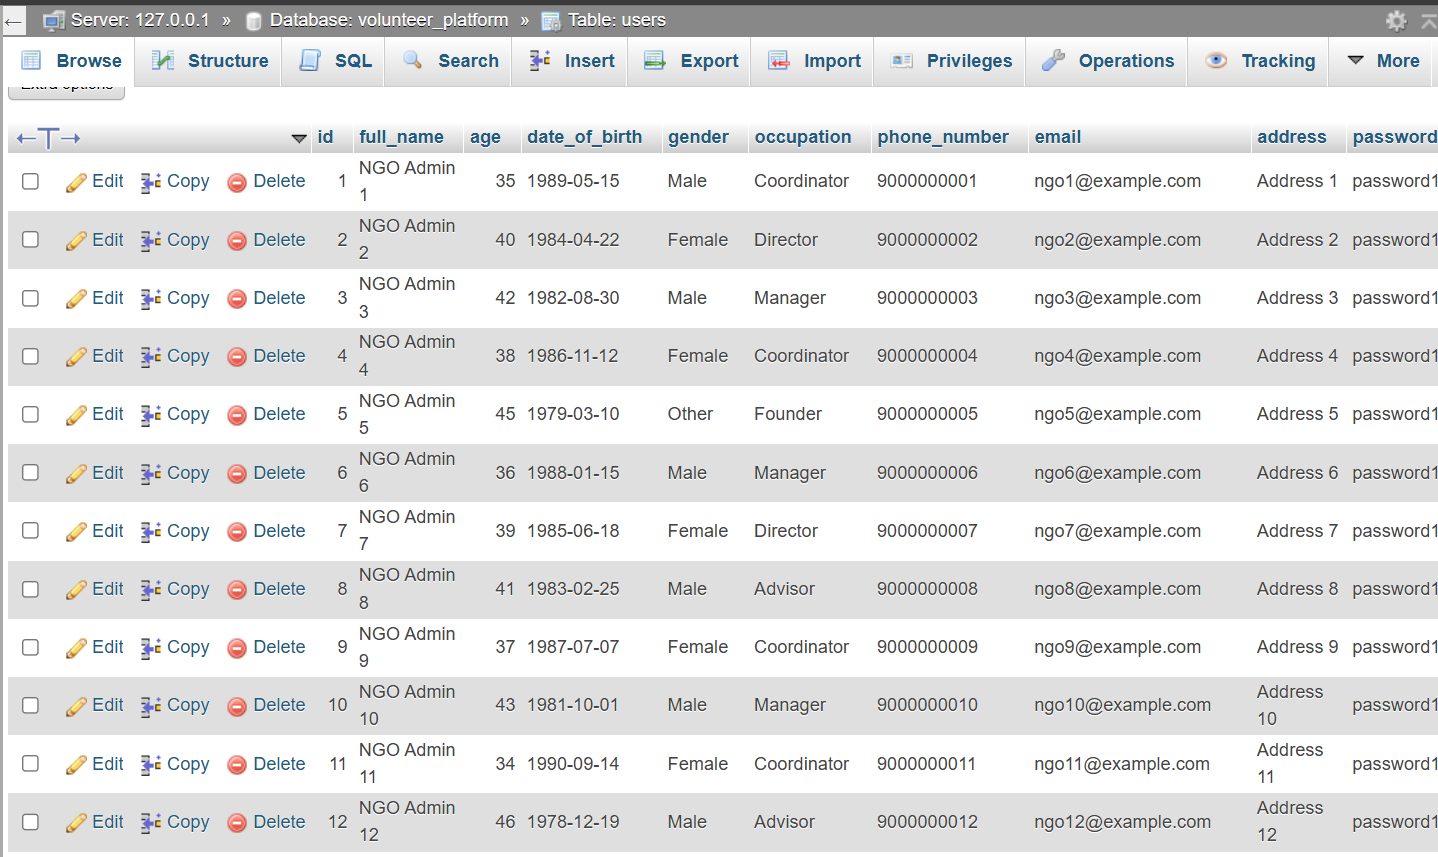 Server: 127.0.0.1 » Database: volunteer_platform » Table: users
Browse Structure SQL Search Insert Export Import Privileges Operations Tracking More
Extra options
id full_name age date_of_birth gender occupation phone_number email address password
Edit Copy Delete 1 NGO Admin 1 35 1989-05-15 Male Coordinator 9000000001 ngo1@example.com Address 1 password1
Edit Copy Delete 2 NGO Admin 2 40 1984-04-22 Female Director 9000000002 ngo2@example.com Address 2 password1
Edit Copy Delete 3 NGO Admin 3 42 1982-08-30 Male Manager 9000000003 ngo3@example.com Address 3 password1
Edit Copy Delete 4 NGO Admin 4 38 1986-11-12 Female Coordinator 9000000004 ngo4@example.com Address 4 password1
Edit Copy Delete 5 NGO Admin 5 45 1979-03-10 Other Founder 9000000005 ngo5@example.com Address 5 password1
Edit Copy Delete 6 NGO Admin 6 36 1988-01-15 Male Manager 9000000006 ngo6@example.com Address 6 password1
Edit Copy Delete 7 NGO Admin 7 39 1985-06-18 Female Director 9000000007 ngo7@example.com Address 7 password1
Edit Copy Delete 8 NGO Admin 8 41 1983-02-25 Male Advisor 9000000008 ngo8@example.com Address 8 password1
Edit Copy Delete 9 NGO Admin 9 37 1987-07-07 Female Coordinator 9000000009 ngo9@example.com Address 9 password1
Edit Copy Delete 10 NGO Admin 10 43 1981-10-01 Male Manager 9000000010 ngo10@example.com Address 10 password1
Edit Copy Delete 11 NGO Admin 11 34 1990-09-14 Female Coordinator 9000000011 ngo11@example.com Address 11 password1
Edit Copy Delete 12 NGO Admin 12 46 1978-12-19 Male Advisor 9000000012 ngo12@example.com Address 12 password1